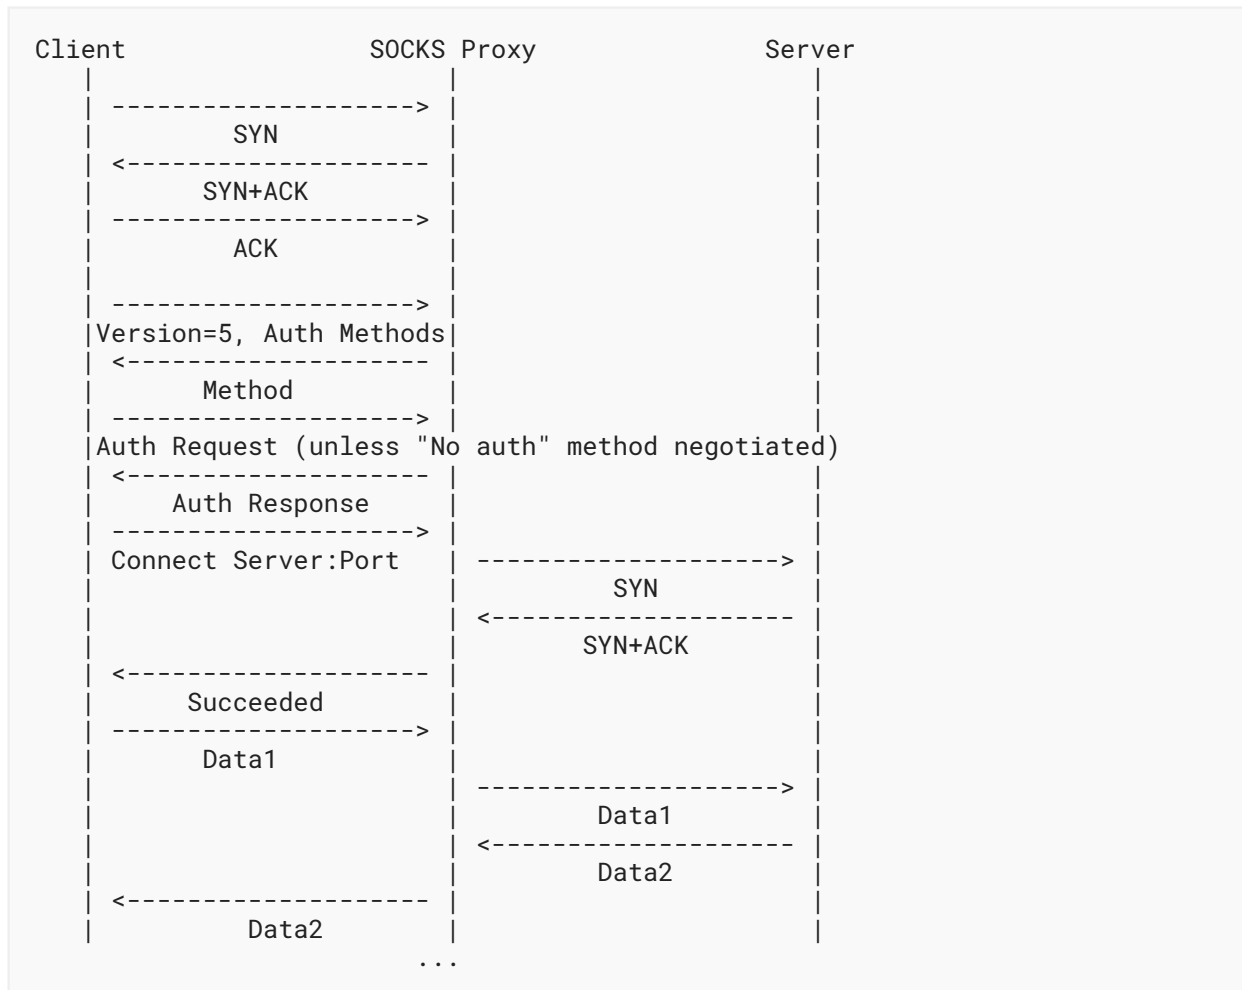 Client SOCKS Proxy Server
| | |
| --------------------> | |
| SYN | |
| <-------------------- | |
| SYN+ACK | |
| --------------------> | |
| ACK | |
| | |
| --------------------> | |
|Version=5, Auth Methods| |
| <-------------------- | |
| Method | |
| --------------------> | |
|Auth Request (unless "No auth" method negotiated)
| <-------------------- | |
| Auth Response | |
| --------------------> | |
| Connect Server:Port | --------------------> |
| | SYN |
| | <-------------------- |
| | SYN+ACK |
| <-------------------- | |
| Succeeded | |
| --------------------> | |
| Data1 | |
| | --------------------> |
| | Data1 |
| | <-------------------- |
| | Data2 |
| <-------------------- | |
| Data2 | |
...